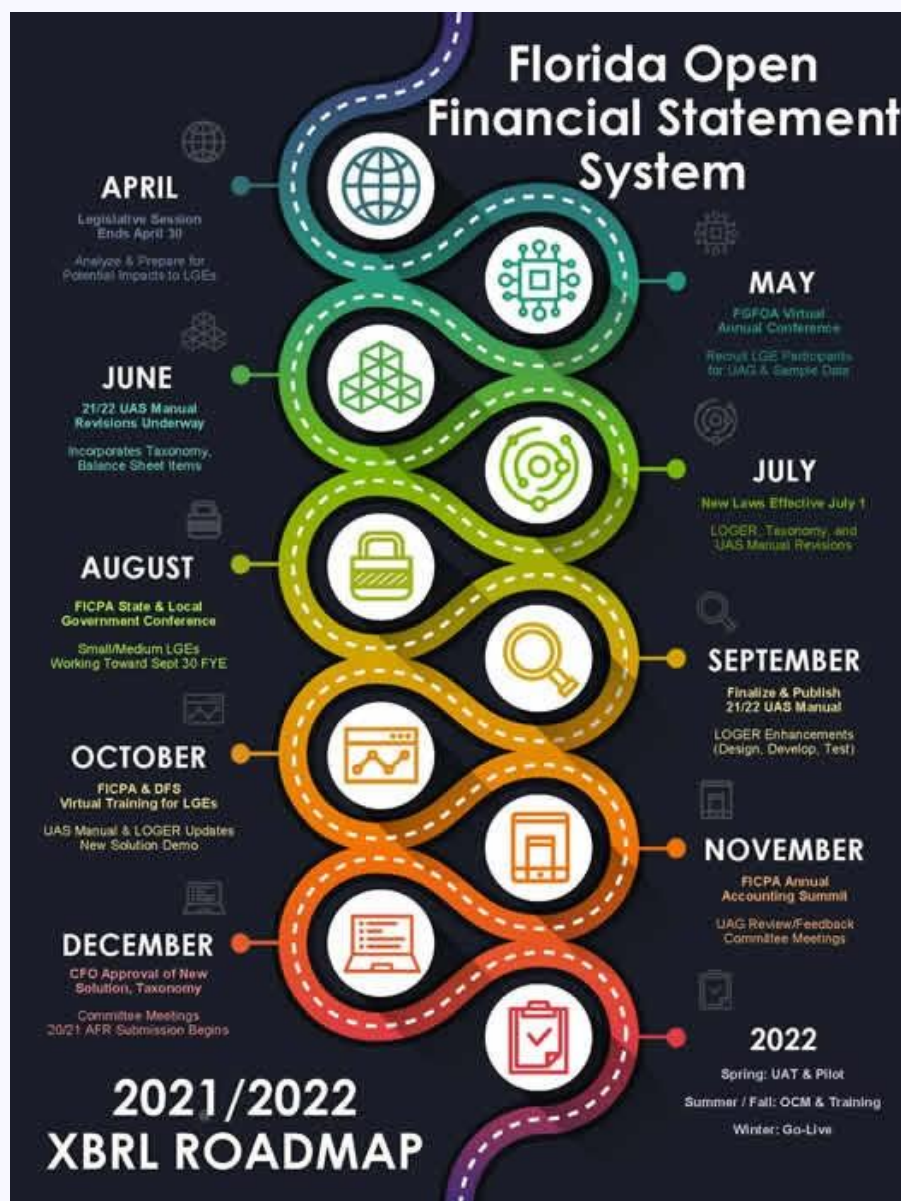 Florida Open
Financial Statement
System
APRIL
Legislative Session
Ends April 30
Analyze & Prepare for
Potential Impacts to LGEs
MAY
FGFOA Virtual
Annual Conference
Recruit LGE Participants
for UAG & Sample Data
JUNE
21/22 UAS Manual
Revisions Underway
Incorporates Taxonomy,
Balance Sheet Items
JULY
New Laws Effective July 1
LOGER, Taxonomy, and
UAS Manual Revisions
AUGUST
FICPA State & Local
Government Conference
Small/Medium LGEs
Working Toward Sept 30 FYE
SEPTEMBER
Finalize & Publish
21/22 UAS Manual
LOGER Enhancements
(Design, Develop, Test)
OCTOBER
FICPA & DFS
Virtual Training for LGEs
UAS Manual & LOGER Updates
New Solution Demo
NOVEMBER
FICPA Annual
Accounting Summit
UAG Review/Feedback
Committee Meetings
DECEMBER
CFO Approval of New
Solution, Taxonomy
Committee Meetings
20/21 AFR Submission Begins
2022
Spring: UAT & Pilot
Summer / Fall: OCM & Training
Winter: Go-Live
2021/2022
XBRL ROADMAP